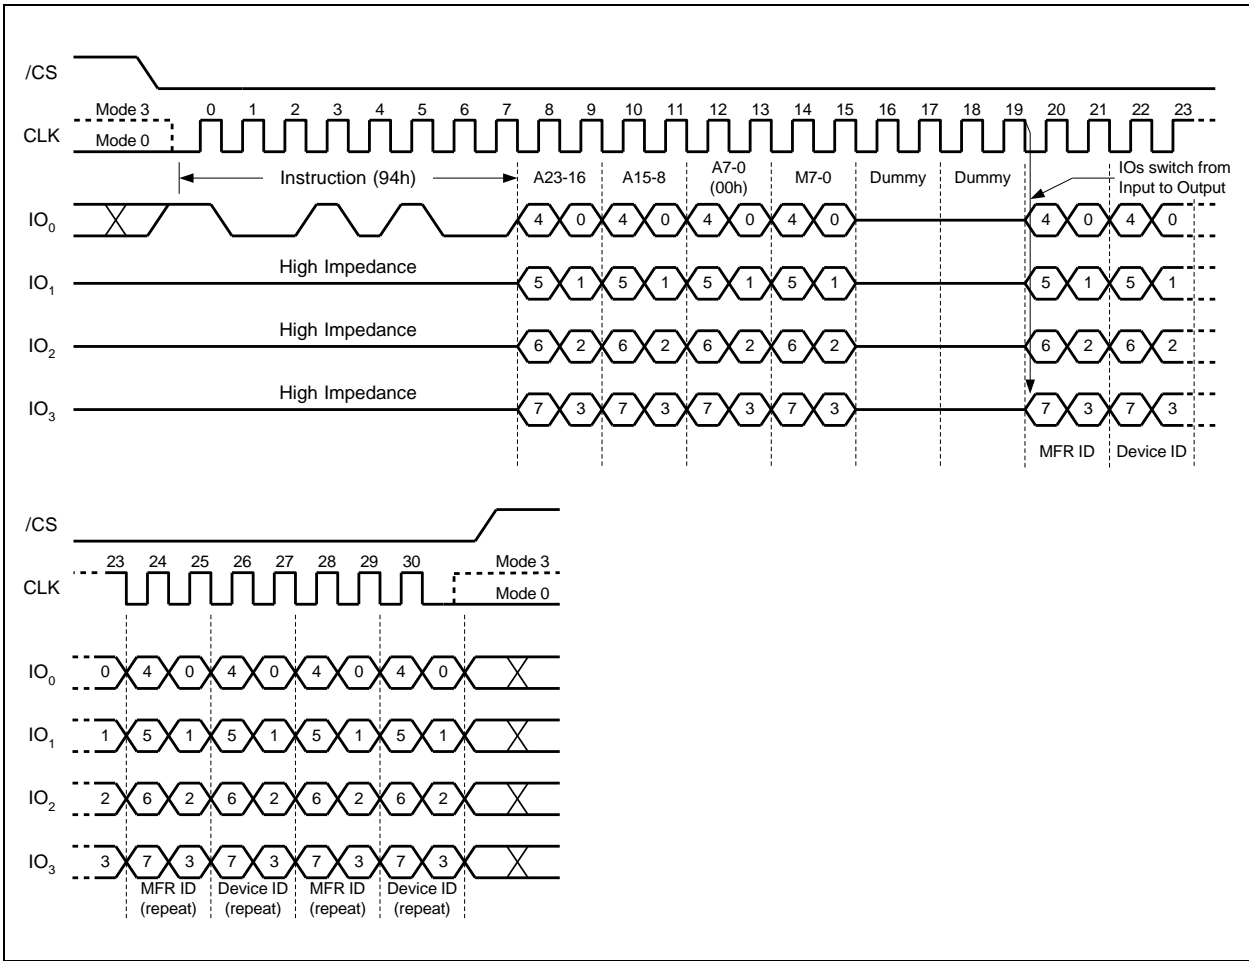 /CS
Mode 3 0 1 2 3 4 5 6 7 8 9 10 11 12 13 14 15 16 17 18 19 20 21 22 23
CLK
Mode 0
Instruction (94h) A23-16 A15-8 A7-0 (00h) M7-0 Dummy Dummy IOs switch from Input to Output
IO0 4 0 4 0 4 0 4 0 4 0 4 0
High Impedance
IO1 5 1 5 1 5 1 5 1 5 1 5 1
High Impedance
IO2 6 2 6 2 6 2 6 2 6 2 6 2
High Impedance
IO3 7 3 7 3 7 3 7 3 7 3 7 3
MFR ID Device ID
/CS
23 24 25 26 27 28 29 30 Mode 3
CLK
Mode 0
IO0 0 4 0 4 0 4 0 4 0
IO1 1 5 1 5 1 5 1 5 1
IO2 2 6 2 6 2 6 2 6 2
IO3 3 7 3 7 3 7 3 7 3
MFR ID Device ID MFR ID Device ID
(repeat) (repeat) (repeat) (repeat)